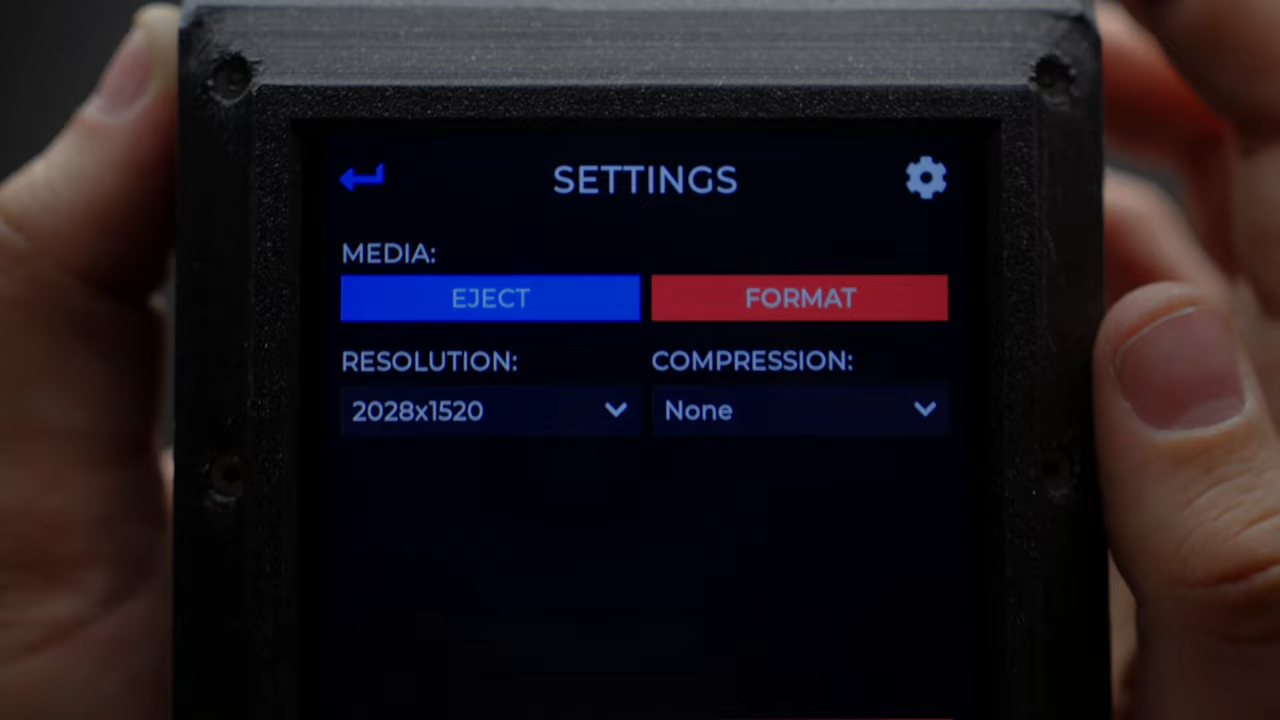 SETTINGS
MEDIA:
EJECT FORMAT
RESOLUTION: COMPRESSION:
2028x1520 None